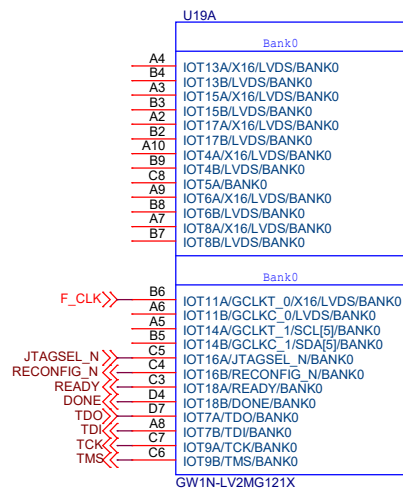 U19A
Bank0
A4 IOT13A/X16/LVDS/BANK0
B4 IOT13B/LVDS/BANK0
A3 IOT15A/X16/LVDS/BANK0
B3 IOT15B/LVDS/BANK0
A2 IOT17A/X16/LVDS/BANK0
B2 IOT17B/LVDS/BANK0
A10 IOT4A/X16/LVDS/BANK0
B9 IOT4B/LVDS/BANK0
C8 IOT5A/BANK0
A9 IOT6A/X16/LVDS/BANK0
B8 IOT6B/LVDS/BANK0
A7 IOT8A/X16/LVDS/BANK0
B7 IOT8B/LVDS/BANK0
Bank0
F_CLK B6 IOT11A/GCLKT_0/X16/LVDS/BANK0
A6 IOT11B/GCLKC_0/LVDS/BANK0
A5 IOT14A/GCLKT_1/SCL[5]/BANK0
B5 IOT14B/GCLKC_1/SDA[5]/BANK0
JTAGSEL_N C5 IOT16A/JTAGSEL_N/BANK0
RECONFIG_N C4 IOT16B/RECONFIG_N/BANK0
READY C3 IOT18A/READY/BANK0
DONE D4 IOT18B/DONE/BANK0
TDO D7 IOT7A/TDO/BANK0
TDI A8 IOT7B/TDI/BANK0
TCK C7 IOT9A/TCK/BANK0
TMS C6 IOT9B/TMS/BANK0
GW1N-LV2MG121X